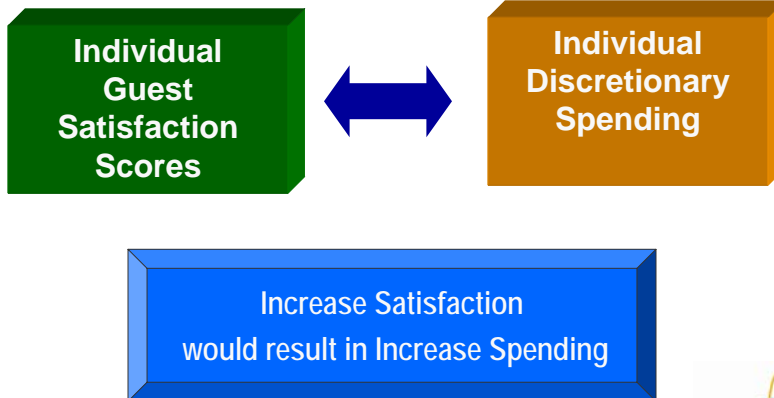 Individual
Guest
Satisfaction
Scores
Individual
Discretionary
Spending
Increase Satisfaction
would result in Increase Spending